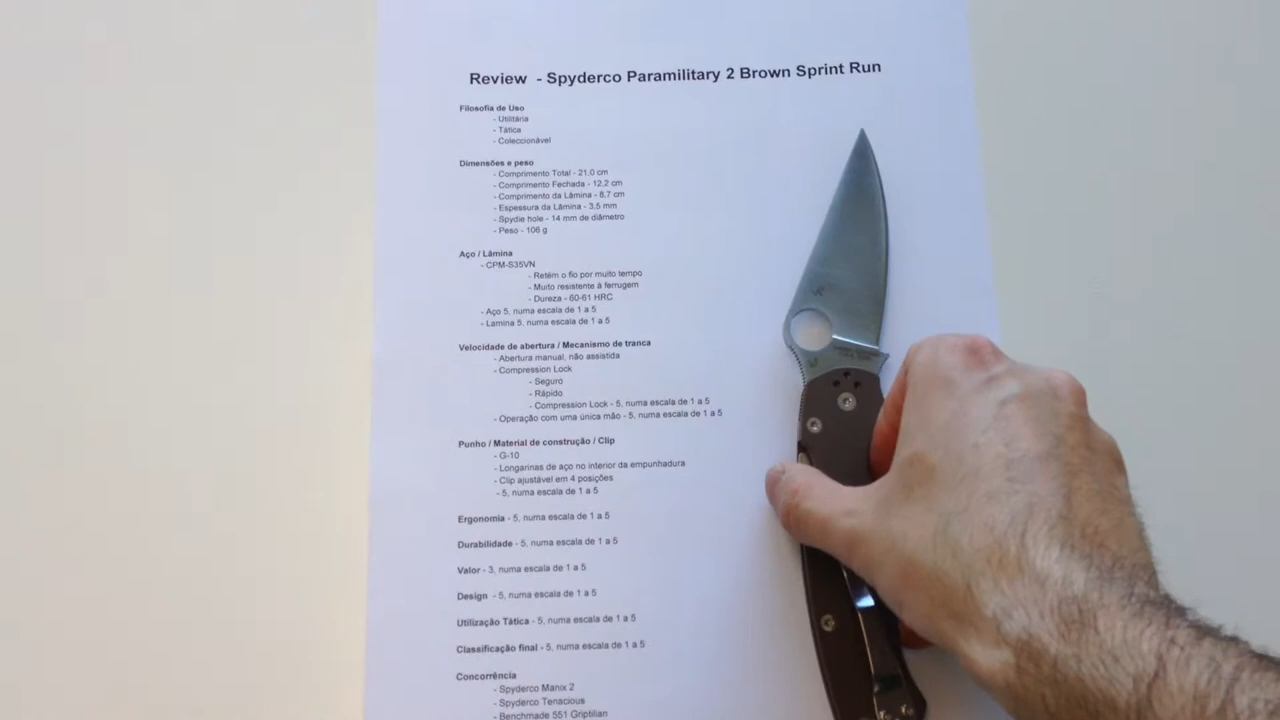 Review - Spyderco Paramilitary 2 Brown Sprint Run
Filosofia de Uso
- Utilitária
- Tática
- Coleccionável
Dimensões e peso
- Comprimento Total - 21,0 cm
- Comprimento Fechada - 12,2 cm
- Comprimento da Lâmina - 8,7 cm
- Espessura da Lâmina - 3,5 mm
- Spydie hole - 14 mm de diâmetro
- Peso - 106 g
Aço / Lâmina
- CPM-S35VN
- Retém o fio por muito tempo
- Muito resistente à ferrugem
- Dureza - 60-61 HRC
- Aço 5, numa escala de 1 a 5
- Lamina 5, numa escala de 1 a 5
Velocidade de abertura / Mecanismo de tranca
- Abertura manual, não assistida
- Compression Lock
- Seguro
- Rápido
- Compression Lock - 5, numa escala de 1 a 5
- Operação com uma única mão - 5, numa escala de 1 a 5
Punho / Material de construção / Clip
- G-10
- Longarinas de aço no interior da empunhadura
- Clip ajustável em 4 posições
- 5, numa escala de 1 a 5
Ergonomia - 5, numa escala de 1 a 5
Durabilidade - 5, numa escala de 1 a 5
Valor - 3, numa escala de 1 a 5
Design - 5, numa escala de 1 a 5
Utilização Tática - 5, numa escala de 1 a 5
Classificação final - 5, numa escala de 1 a 5
Concorrência
- Spyderco Manix 2
- Spyderco Tenacious
- Benchmade 551 Griptilian